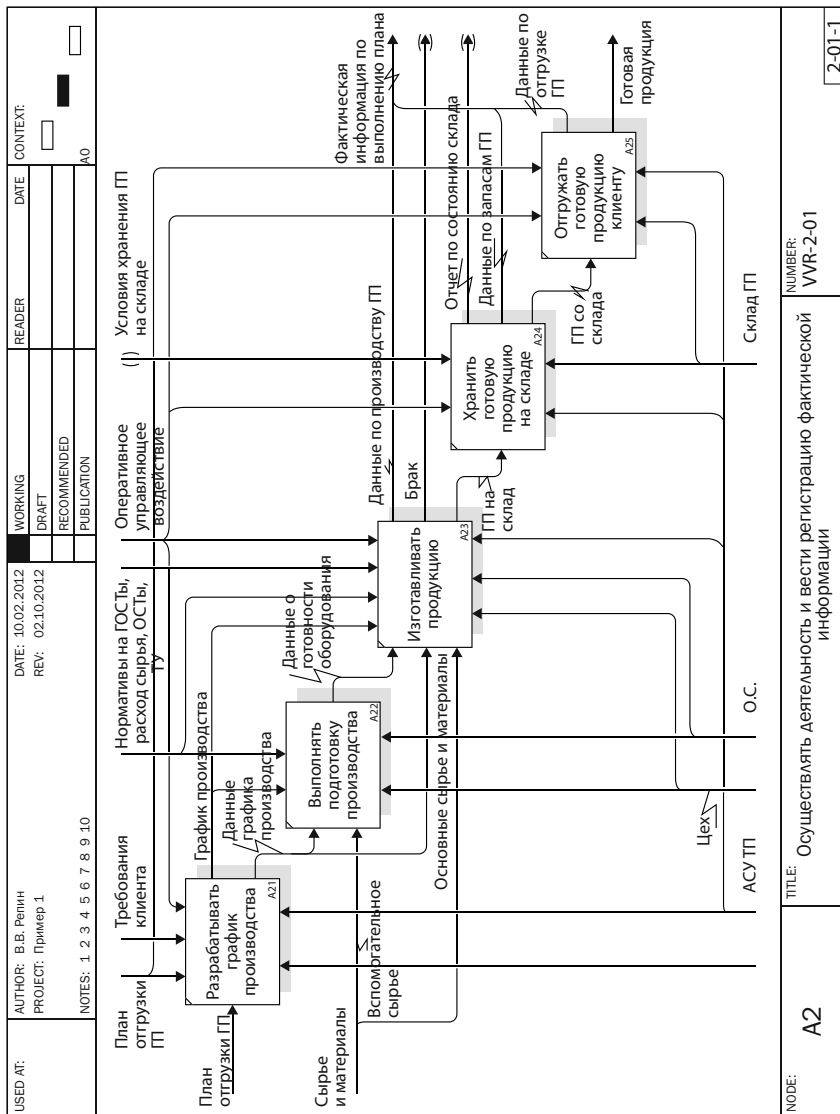 USED AT:
AUTHOR: В.В. Репин
PROJECT: Пример 1
NOTES: 1 2 3 4 5 6 7 8 9 10
DATE: 10.02.2012
REV: 02.10.2012
WORKING
DRAFT
RECOMMENDED
PUBLICATION
READER
DATE
CONTEXT:
A0
План
отгрузки
ГП
Требования
клиента
Нормативы на ГОСТы,
расход сырья, ОСТы,
ТУ
Оперативное
управляющее
воздействие
Условия хранения ГП
на складе
План
отгрузки ГП
Разрабатывать
график
производства
A21
График производства
Данные
графика
производства
Сырье
и материалы
Вспомогательное
сырье
Выполнять
подготовку
производства
A22
Данные о
готовности
оборудования
Основные сырье и материалы
Изготавливать
продукцию
A23
Данные по производству ГП
Брак
ГП на
склад
Хранить
готовую
продукцию
на складе
A24
Отчет по состоянию склада
Данные по запасам ГП
ГП со
склада
Отгружать
готовую
продукцию
клиенту
A25
Фактическая
информация по
выполнению плана
Данные по
отгрузке
ГП
Готовая
продукция
Цех
АСУ ТП
О.С.
Склад ГП
NODE:
A2
TITLE:
Осуществлять деятельность и вести регистрацию фактической
информации
NUMBER:
VVR-2-01
2-01-1